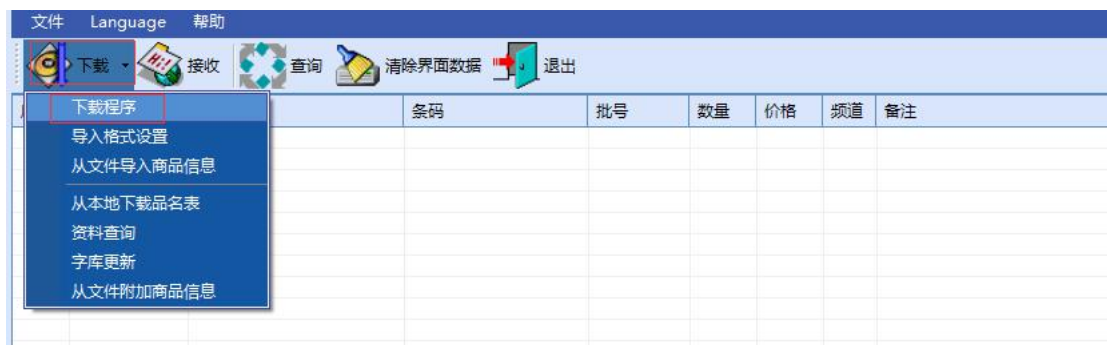 文件 Language 帮助
下载 接收 查询 清除界面数据 退出
条码 批号 数量 价格 频道 备注
下载程序
导入格式设置
从文件导入商品信息
从本地下载品名表
资料查询
字库更新
从文件附加商品信息